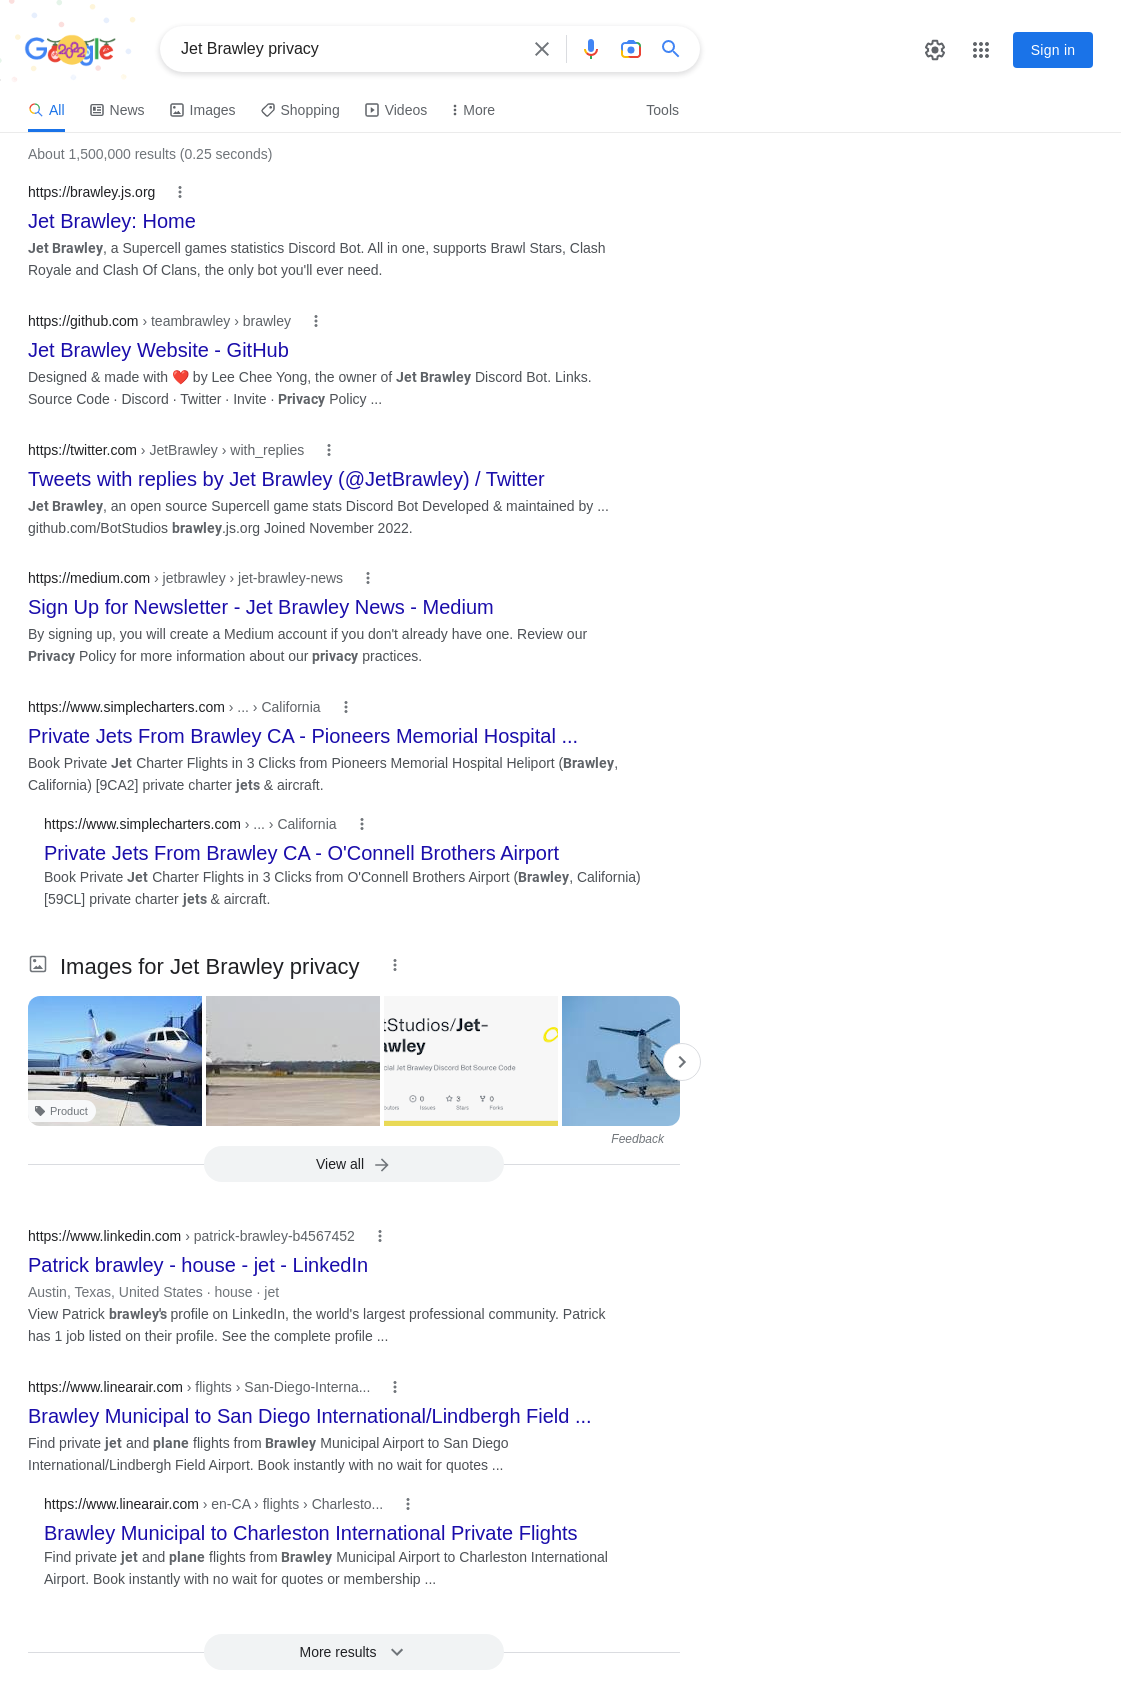 Google
Jet Brawley privacy
Sign in
All
News
Images
Shopping
Videos
More
Tools
About 1,500,000 results (0.25 seconds)
https://brawley.js.org
Jet Brawley: Home
Jet Brawley, a Supercell games statistics Discord Bot. All in one, supports Brawl Stars, Clash
Royale and Clash Of Clans, the only bot you'll ever need.
https://github.com › teambrawley › brawley
Jet Brawley Website - GitHub
Designed & made with ❤️ by Lee Chee Yong, the owner of Jet Brawley Discord Bot. Links.
Source Code · Discord · Twitter · Invite · Privacy Policy ...
https://twitter.com › JetBrawley › with_replies
Tweets with replies by Jet Brawley (@JetBrawley) / Twitter
Jet Brawley, an open source Supercell game stats Discord Bot Developed & maintained by ...
github.com/BotStudios brawley.js.org Joined November 2022.
https://medium.com › jetbrawley › jet-brawley-news
Sign Up for Newsletter - Jet Brawley News - Medium
By signing up, you will create a Medium account if you don't already have one. Review our
Privacy Policy for more information about our privacy practices.
https://www.simplecharters.com › ... › California
Private Jets From Brawley CA - Pioneers Memorial Hospital ...
Book Private Jet Charter Flights in 3 Clicks from Pioneers Memorial Hospital Heliport (Brawley,
California) [9CA2] private charter jets & aircraft.
https://www.simplecharters.com › ... › California
Private Jets From Brawley CA - O'Connell Brothers Airport
Book Private Jet Charter Flights in 3 Clicks from O'Connell Brothers Airport (Brawley, California)
[59CL] private charter jets & aircraft.
Images for Jet Brawley privacy
tStudios/Jet-
awley
cial Jet Brawley Discord Bot Source Code
0 3 0
butors Issues Stars Forks
Product
Feedback
View all
https://www.linkedin.com › patrick-brawley-b4567452
Patrick brawley - house - jet - LinkedIn
Austin, Texas, United States · house · jet
View Patrick brawley's profile on LinkedIn, the world's largest professional community. Patrick
has 1 job listed on their profile. See the complete profile ...
https://www.linearair.com › flights › San-Diego-Interna...
Brawley Municipal to San Diego International/Lindbergh Field ...
Find private jet and plane flights from Brawley Municipal Airport to San Diego
International/Lindbergh Field Airport. Book instantly with no wait for quotes ...
https://www.linearair.com › en-CA › flights › Charlesto...
Brawley Municipal to Charleston International Private Flights
Find private jet and plane flights from Brawley Municipal Airport to Charleston International
Airport. Book instantly with no wait for quotes or membership ...
More results